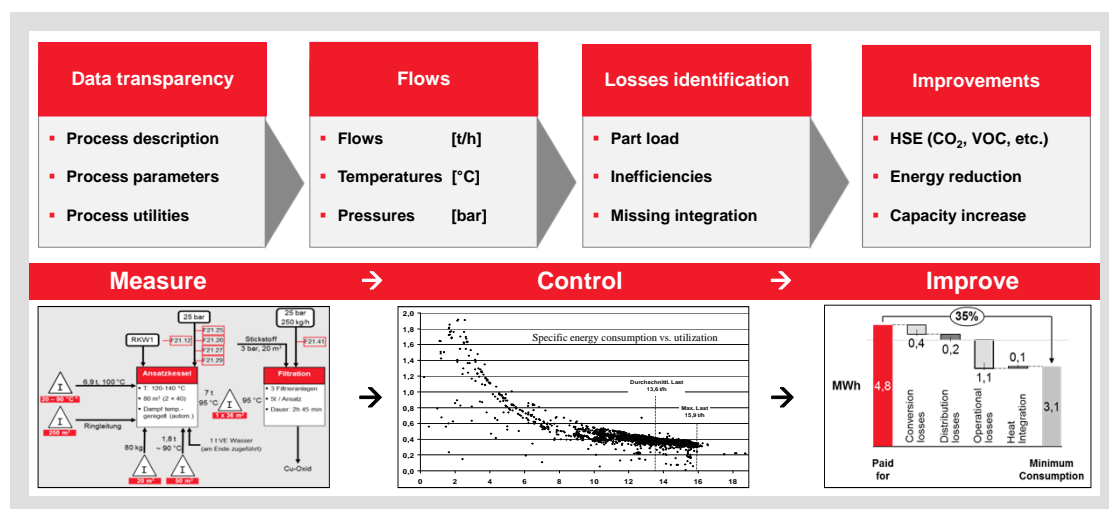 Data transparency
Flows
Losses identification
Improvements
▪ Process description
▪ Process parameters
▪ Process utilities
▪ Flows [t/h]
▪ Temperatures [°C]
▪ Pressures [bar]
▪ Part load
▪ Inefficiencies
▪ Missing integration
▪ HSE (CO₂, VOC, etc.)
▪ Energy reduction
▪ Capacity increase
Measure → Control → Improve
25 bar
25 bar
250 kg/h
RKW1
F21.12
F21.25
F21.26
F21.27
F21.29
Stickstoff
3 bar, 20 m³
F21.41
Ansatzkessel
• T: 120-140 °C
• 80 m³ (2 × 40)
• Dampf temp.-
geregelt (autom.)
Filtration
• 3 Filtrieranlagen
• 5t / Ansatz
• Dauer: 2h 45 min
6,9 t, 100 °C
I
20 – 90 °C
Ringleitung
I
250 m³
7 t
95 °C
I
1 x 36 m³
95 °C
80 kg
1,8 t
~ 90 °C
1 t VE Wasser
(am Ende zugeführt)
I
20 m³
I
50 m³
Cu-Oxid
Specific energy consumption vs. utilization
2,0
1,8
1,6
1,4
1,2
1,0
0,8
0,6
0,4
0,2
0,0
Durchschnittl. Last
13,6 t/h
Max. Last
15,9 t/h
0 2 4 6 8 10 12 14 16 18
35%
MWh
4,8
0,4
0,2
1,1
0,1
3,1
Conversion
losses
Distribution
losses
Operational
losses
Heat
Integration
Paid
for
Minimum
Consumption